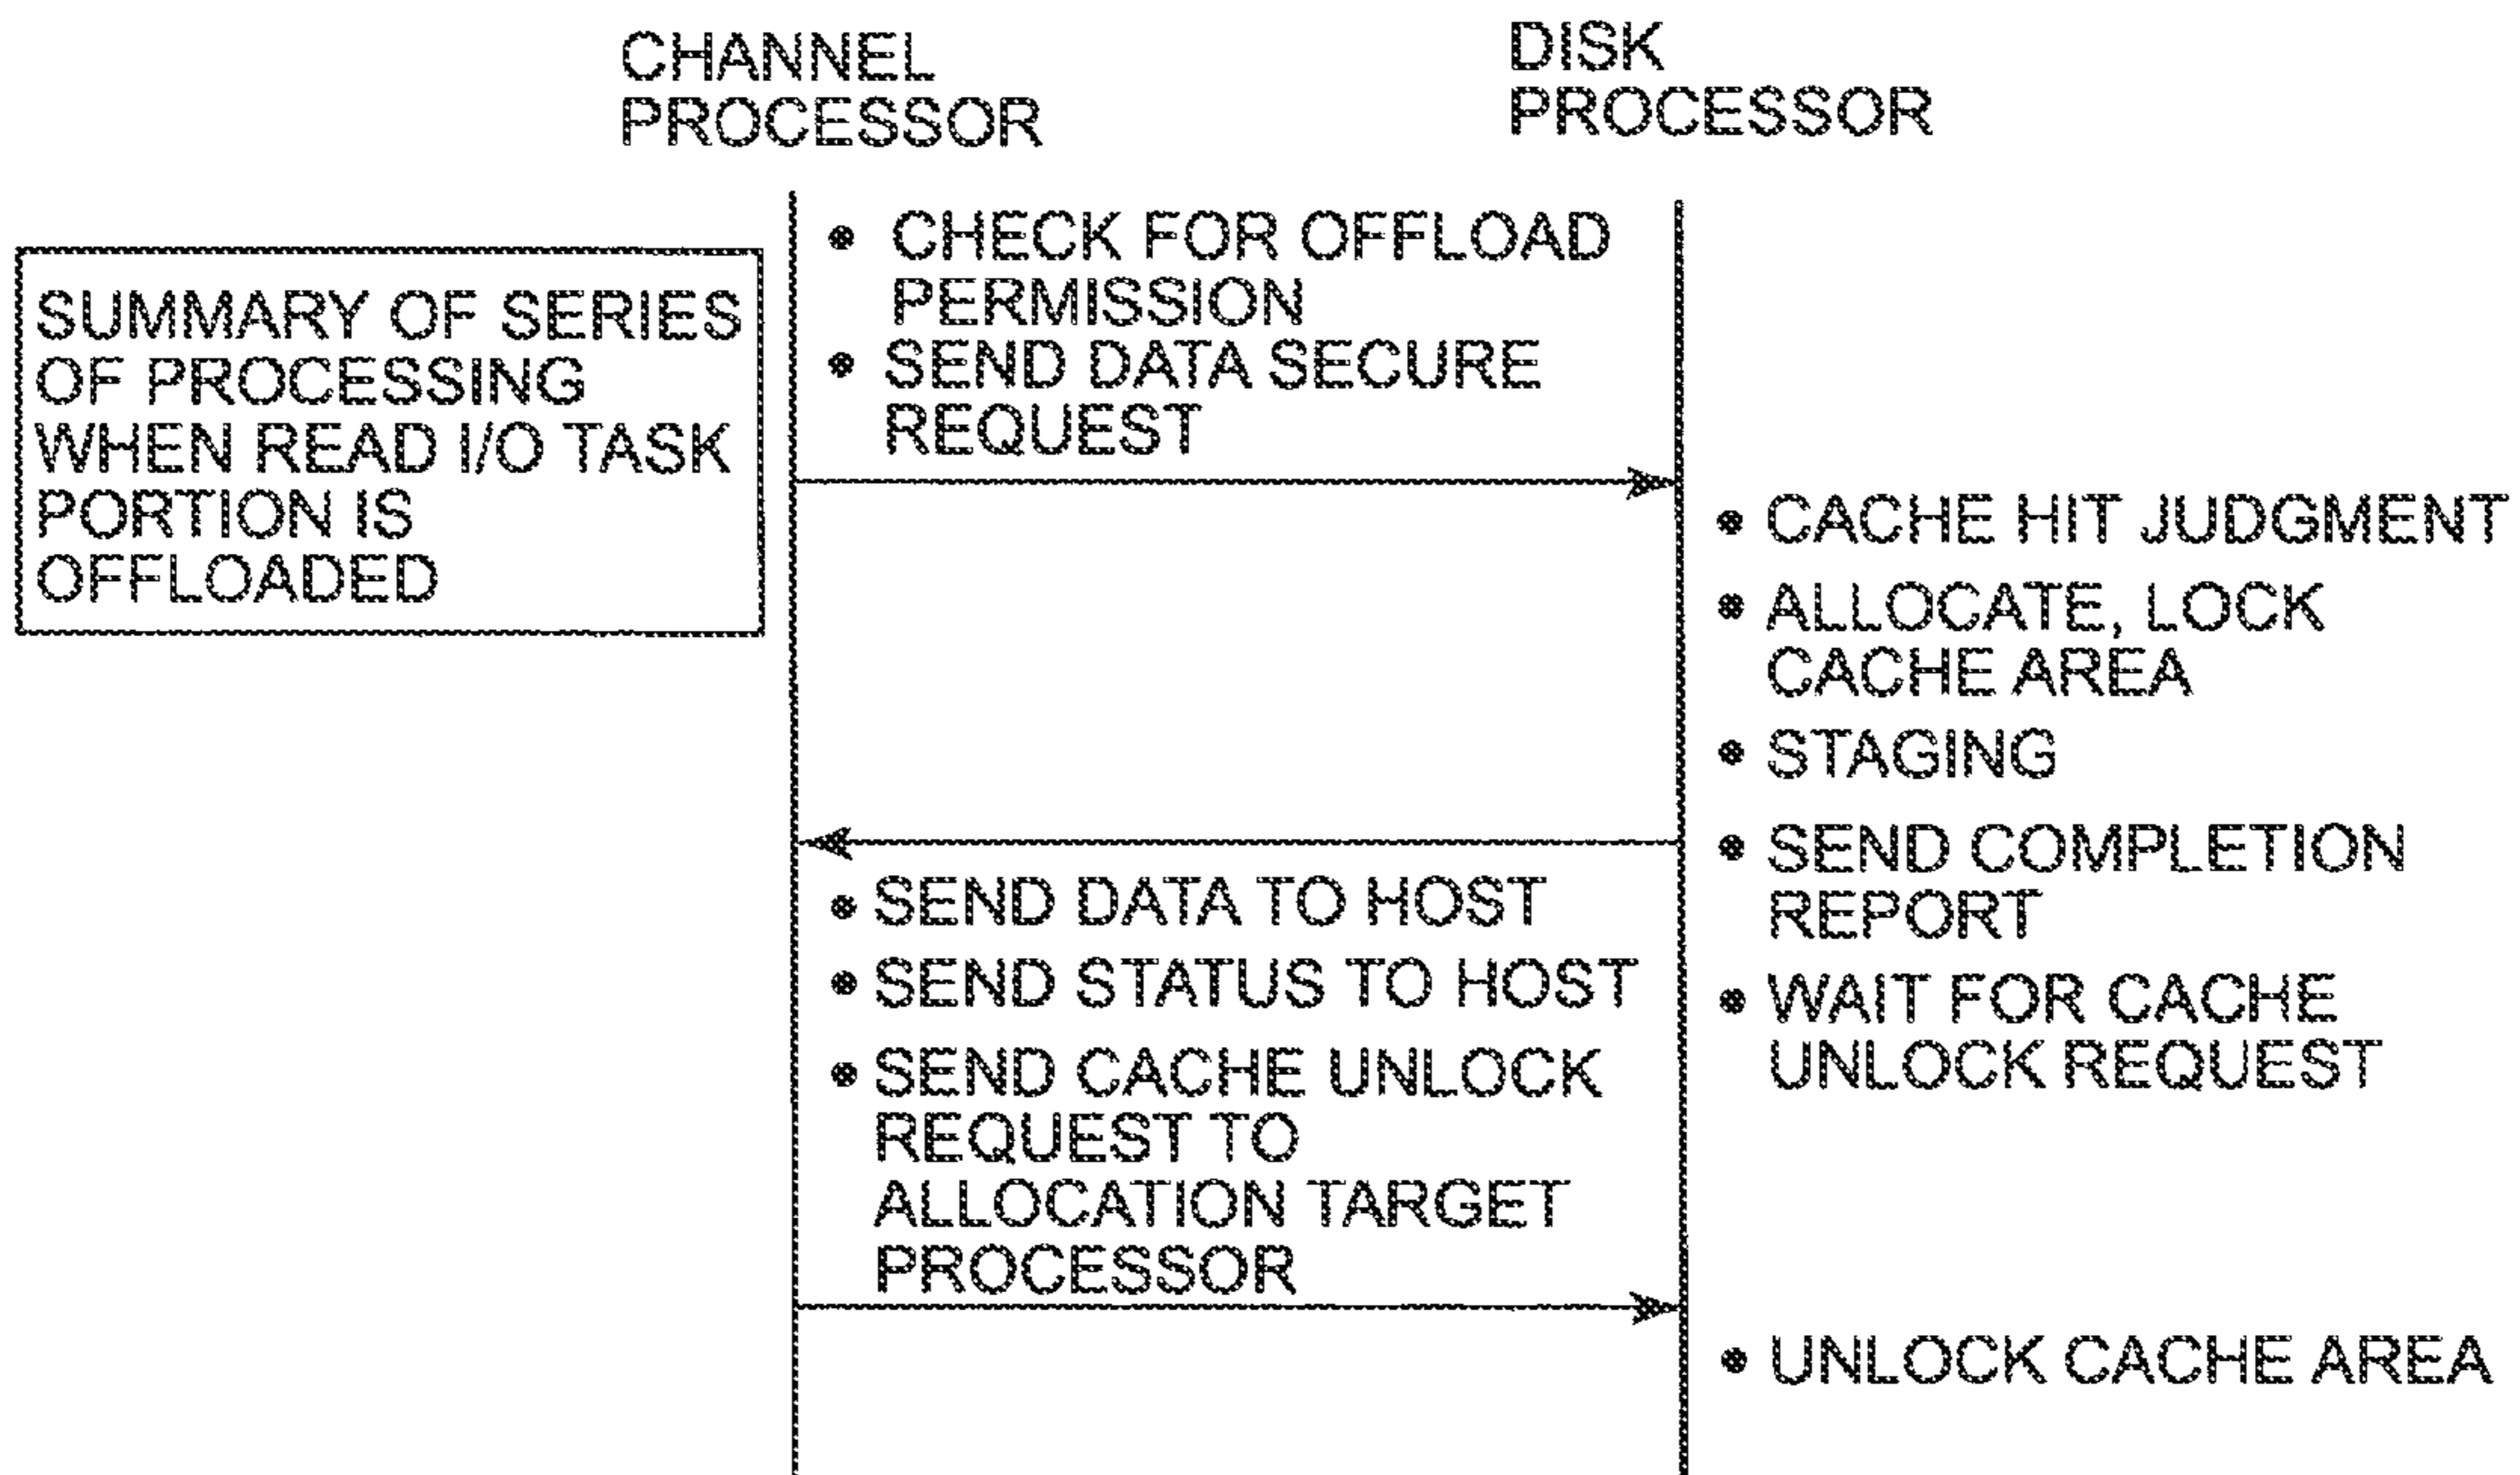 CHANNEL
PROCESSOR
DISK
PROCESSOR
SUMMARY OF SERIES
OF PROCESSING
WHEN READ I/O TASK
PORTION IS
OFFLOADED
• CHECK FOR OFFLOAD
PERMISSION
• SEND DATA SECURE
REQUEST
• CACHE HIT JUDGMENT
• ALLOCATE, LOCK
CACHE AREA
• STAGING
• SEND COMPLETION
REPORT
• WAIT FOR CACHE
UNLOCK REQUEST
• SEND DATA TO HOST
• SEND STATUS TO HOST
• SEND CACHE UNLOCK
REQUEST TO
ALLOCATION TARGET
PROCESSOR
• UNLOCK CACHE AREA